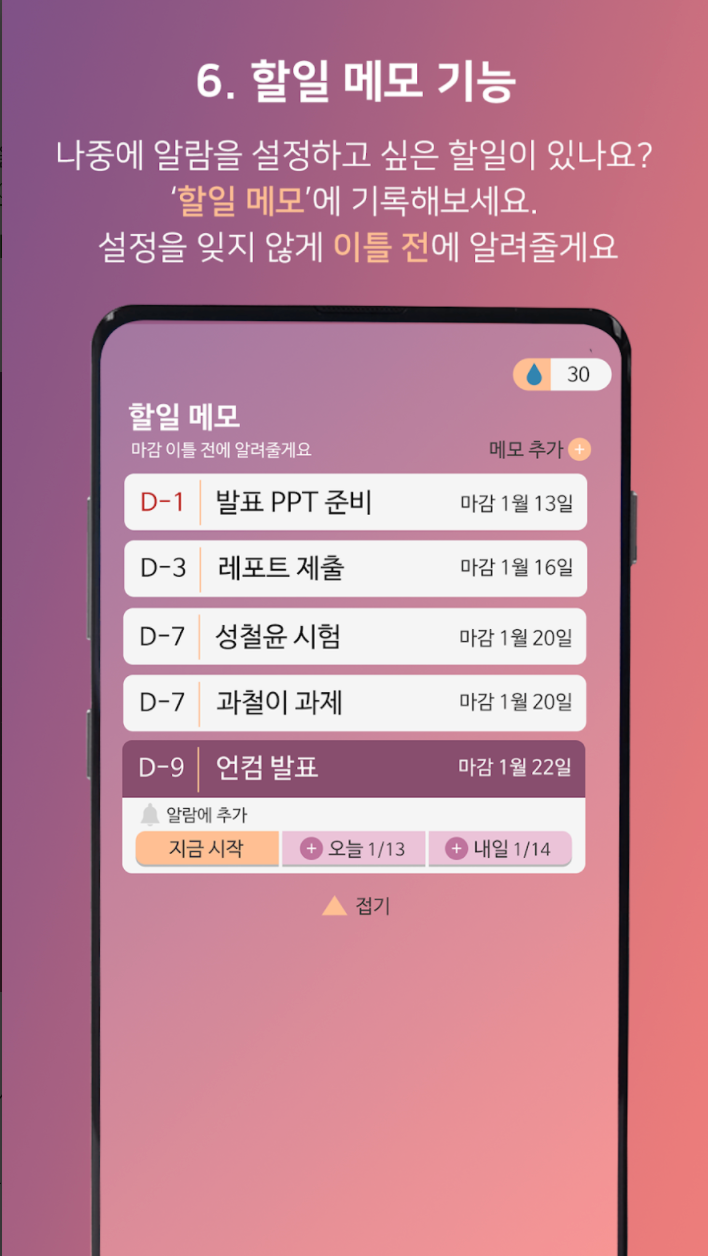 6. 할일 메모 기능
나중에 알람을 설정하고 싶은 할일이 있나요?
‘할일 메모’에 기록해보세요.
설정을 잊지 않게 이틀 전에 알려줄게요
30
할일 메모
마감 이틀 전에 알려줄게요
메모 추가 +
D-1 발표 PPT 준비 마감 1월 13일
D-3 레포트 제출 마감 1월 16일
D-7 성철윤 시험 마감 1월 20일
D-7 과철이 과제 마감 1월 20일
D-9 언컴 발표 마감 1월 22일
알람에 추가
지금 시작 + 오늘 1/13 + 내일 1/14
접기